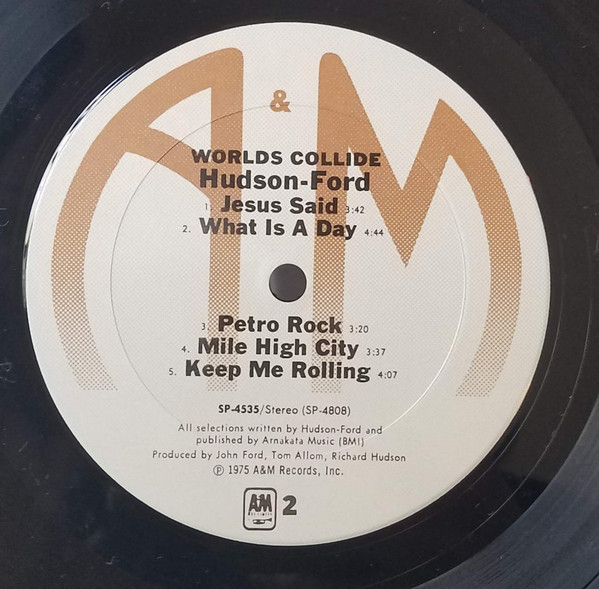 A & M
WORLDS COLLIDE
Hudson-Ford
1. Jesus Said 3:42
2. What Is A Day 4:44
3. Petro Rock 3:20
4. Mile High City 3:37
5. Keep Me Rolling 4:07
SP-4535/Stereo (SP-4808)
All selections written by Hudson-Ford and
published by Arnakata Music (BMI)
Produced by John Ford, Tom Allom, Richard Hudson
℗ 1975 A&M Records, Inc.
A&M 2